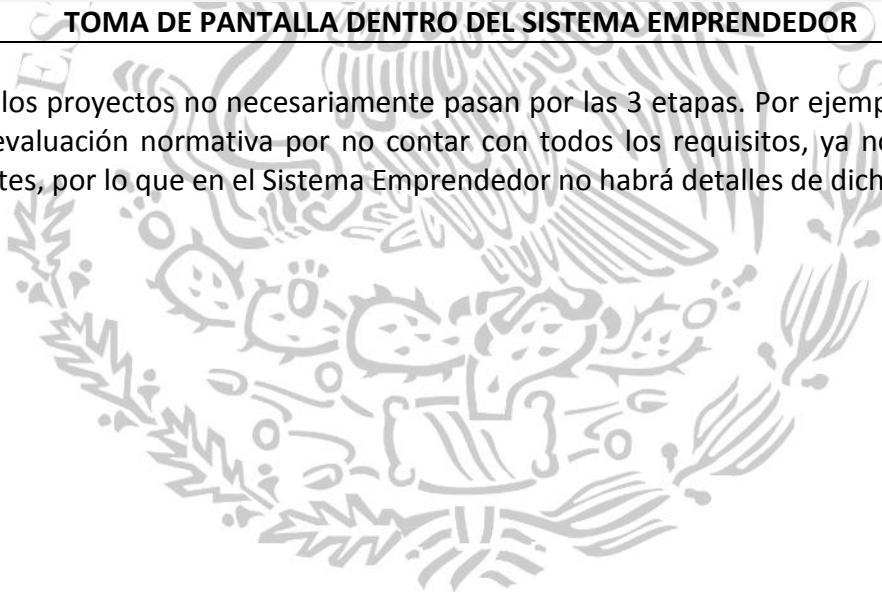 TOMA DE PANTALLA DENTRO DEL SISTEMA EMPRENDEDOR
los proyectos no necesariamente pasan por las 3 etapas. Por ejemp
evaluación normativa por no contar con todos los requisitos, ya n
tes, por lo que en el Sistema Emprendedor no habrá detalles de dich